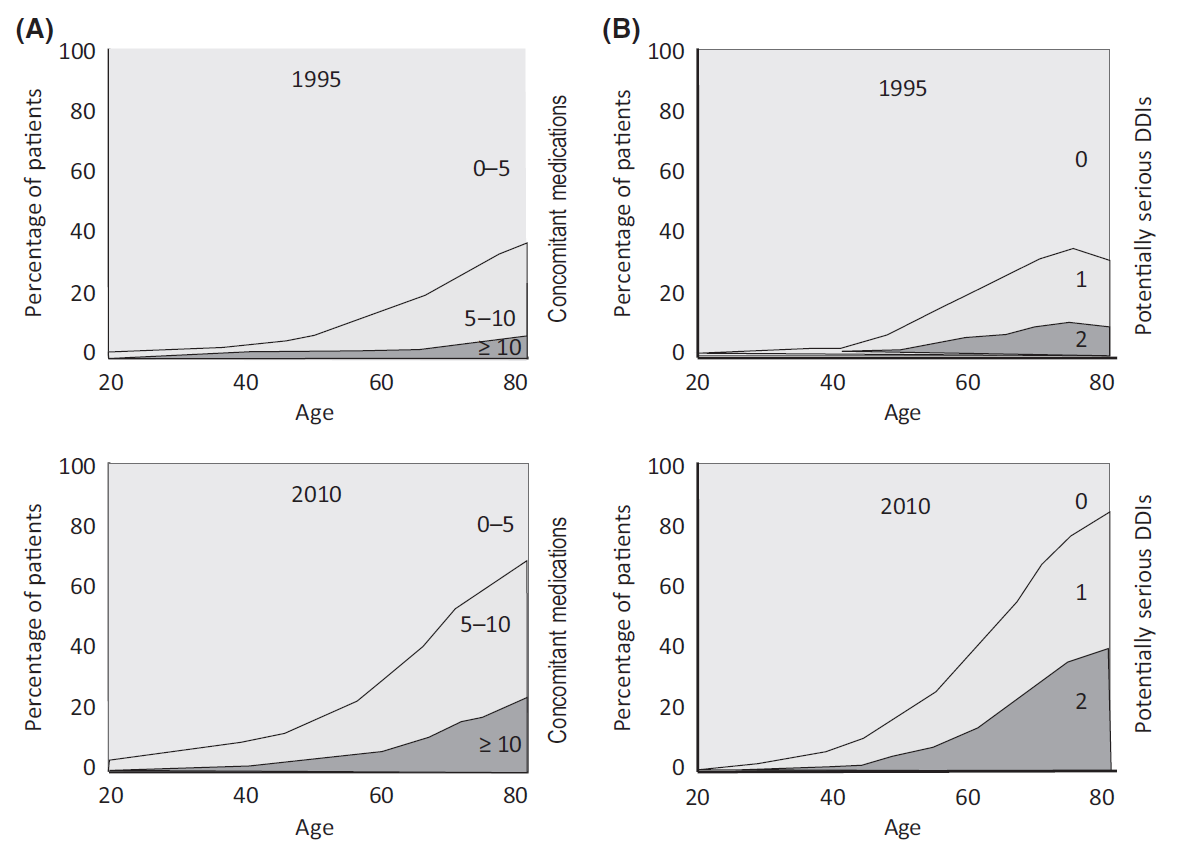 (A)
100
80
60
40
20
0
Percentage of patients
1995
0–5
5–10
≥ 10
Concomitant medications
20 40 60 80
Age
(B)
100
80
60
40
20
0
Percentage of patients
1995
0
1
2
Potentially serious DDIs
20 40 60 80
Age
100
80
60
40
20
0
Percentage of patients
2010
0–5
5–10
≥ 10
Concomitant medications
20 40 60 80
Age
100
80
60
40
20
0
Percentage of patients
2010
0
1
2
Potentially serious DDIs
20 40 60 80
Age